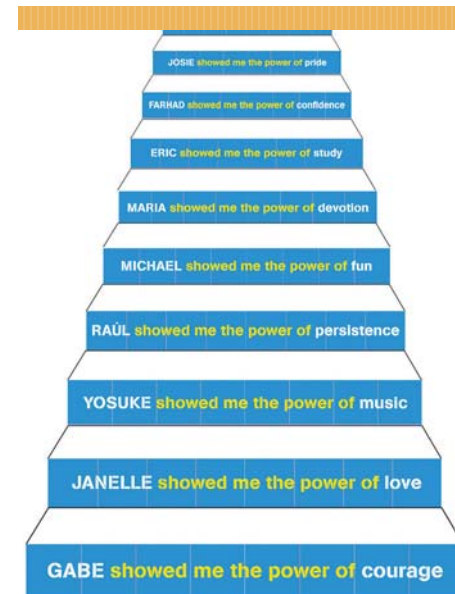 JOSIE showed me the power of pride
FARHAD showed me the power of confidence
ERIC showed me the power of study
MARIA showed me the power of devotion
MICHAEL showed me the power of fun
RAÙL showed me the power of persistence
YOSUKE showed me the power of music
JANELLE showed me the power of love
GABE showed me the power of courage